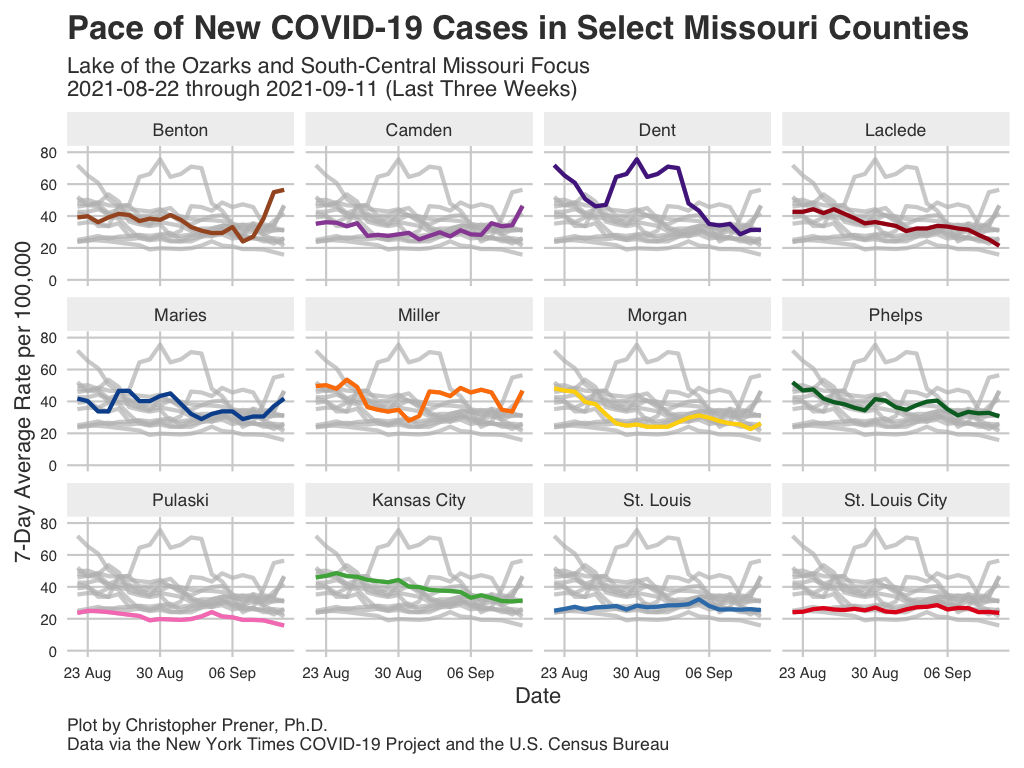 Pace of New COVID-19 Cases in Select Missouri Counties
Lake of the Ozarks and South-Central Missouri Focus
2021-08-22 through 2021-09-11 (Last Three Weeks)
7-Day Average Rate per 100,000
Benton
Camden
Dent
Laclede
80
60
40
20
0
Maries
Miller
Morgan
Phelps
80
60
40
20
0
Pulaski
Kansas City
St. Louis
St. Louis City
80
60
40
20
0
23 Aug 30 Aug 06 Sep
23 Aug 30 Aug 06 Sep
23 Aug 30 Aug 06 Sep
23 Aug 30 Aug 06 Sep
Date
Plot by Christopher Prener, Ph.D.
Data via the New York Times COVID-19 Project and the U.S. Census Bureau